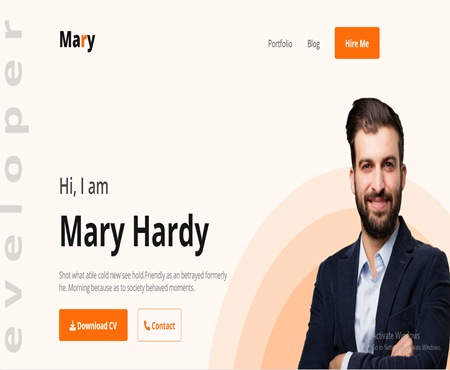 Mary
Portfolio Blog Hire Me
eveloper
Hi, I am
Mary Hardy
Shot what able cold new see hold.Friendly as an betrayed formerly
he. Morning because as to society behaved moments.
Download CV Contact
Activate Windows
Go to Settings to activate Windows.